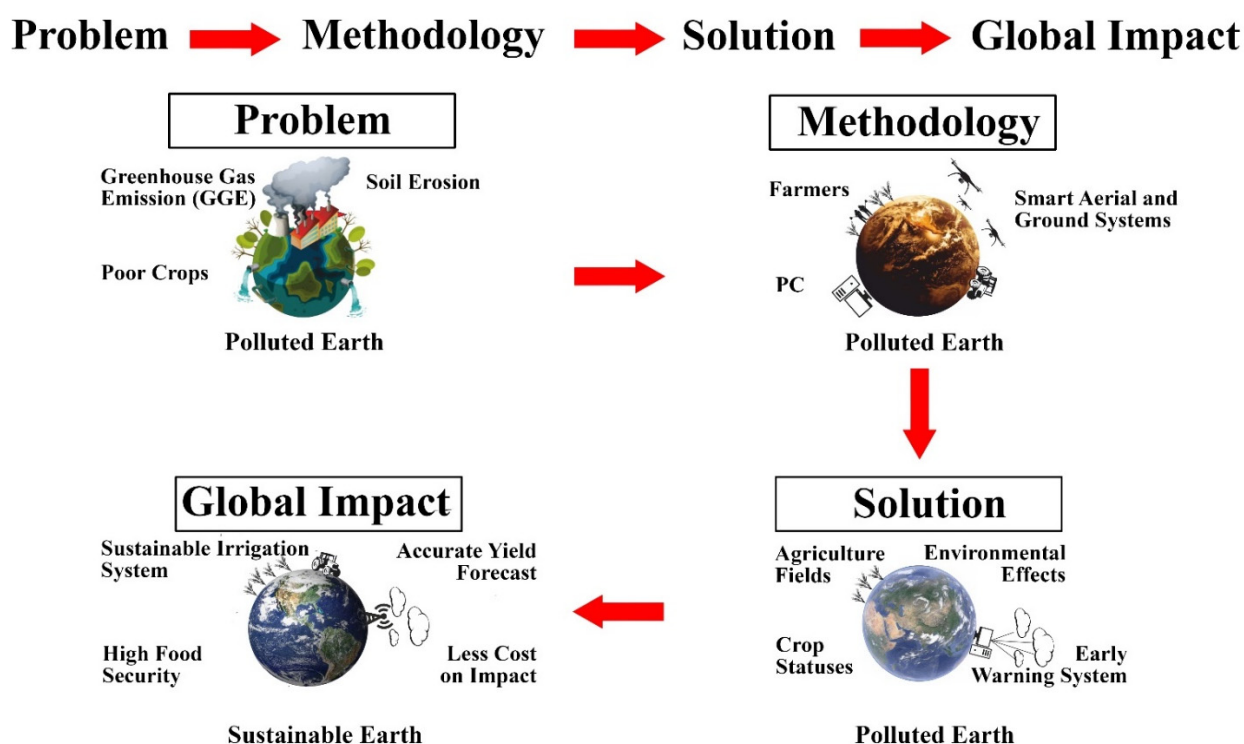 Problem Methodology Solution Global Impact
Problem
Greenhouse Gas
Emission (GGE)
Soil Erosion
Poor Crops
Polluted Earth
Methodology
Farmers
Smart Aerial and
Ground Systems
PC
Polluted Earth
Global Impact
Sustainable Irrigation
System
Accurate Yield
Forecast
High Food
Security
Less Cost
on Impact
Sustainable Earth
Solution
Agriculture
Fields
Environmental
Effects
Crop
Statuses
Early
Warning System
Polluted Earth